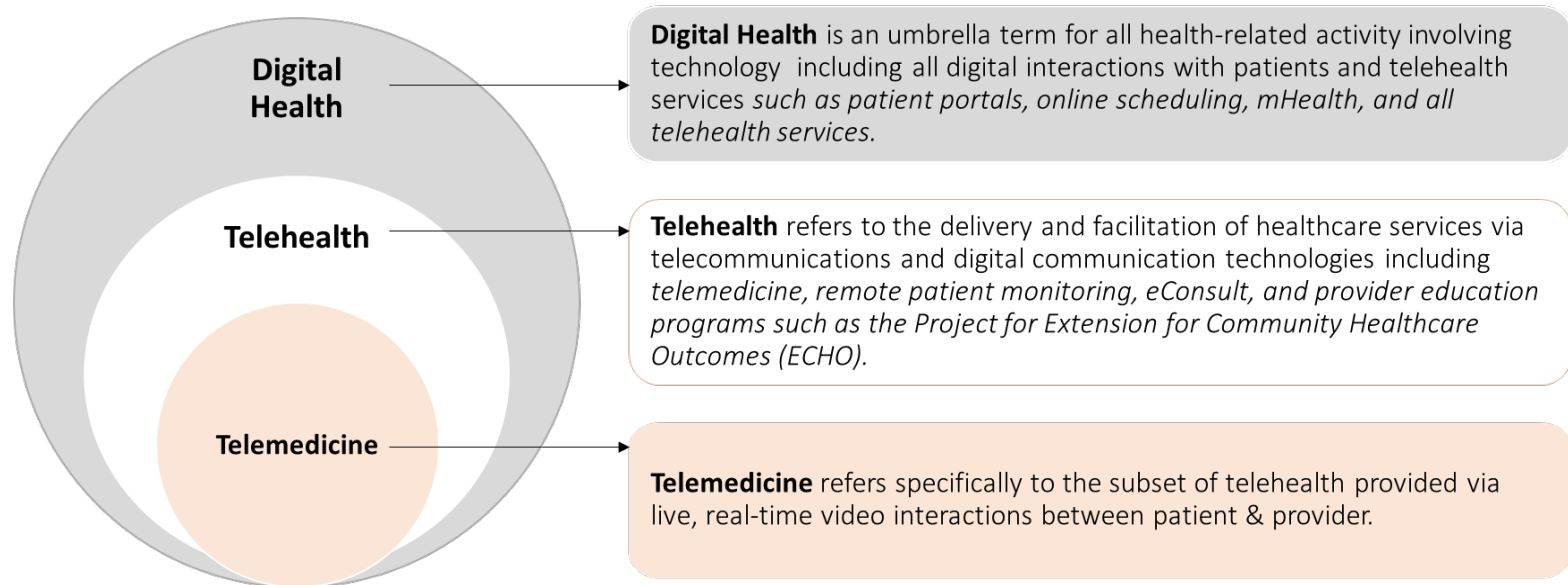 Digital
Health
Digital Health is an umbrella term for all health-related activity involving
technology  including all digital interactions with patients and telehealth
services such as patient portals, online scheduling, mHealth, and all
telehealth services.
Telehealth
Telehealth refers to the delivery and facilitation of healthcare services via
telecommunications and digital communication technologies including
telemedicine, remote patient monitoring, eConsult, and provider education
programs such as the Project for Extension for Community Healthcare
Outcomes (ECHO).
Telemedicine
Telemedicine refers specifically to the subset of telehealth provided via
live, real-time video interactions between patient & provider.